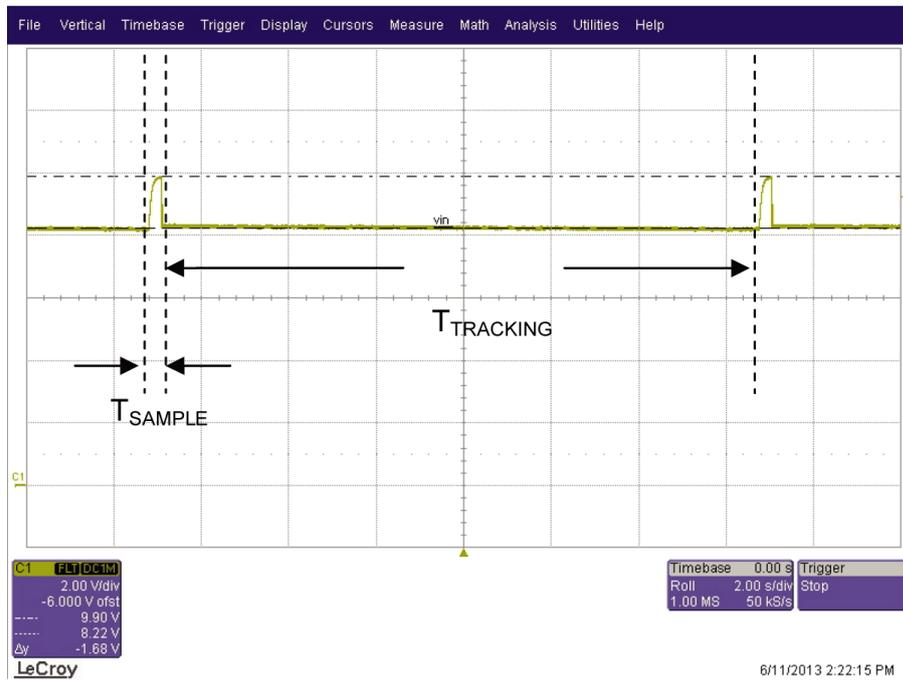 File Vertical Timebase Trigger Display Cursors Measure Math Analysis Utilities Help
vin
T TRACKING
T SAMPLE
C1
C1 FLT DC1M
2.00 V/div
-6.000 V ofst
9.90 V
8.22 V
Δy -1.68 V
Timebase 0.00 s
Roll 2.00 s/div
1.00 MS 50 kS/s
Trigger
Stop
LeCroy
6/11/2013 2:22:15 PM